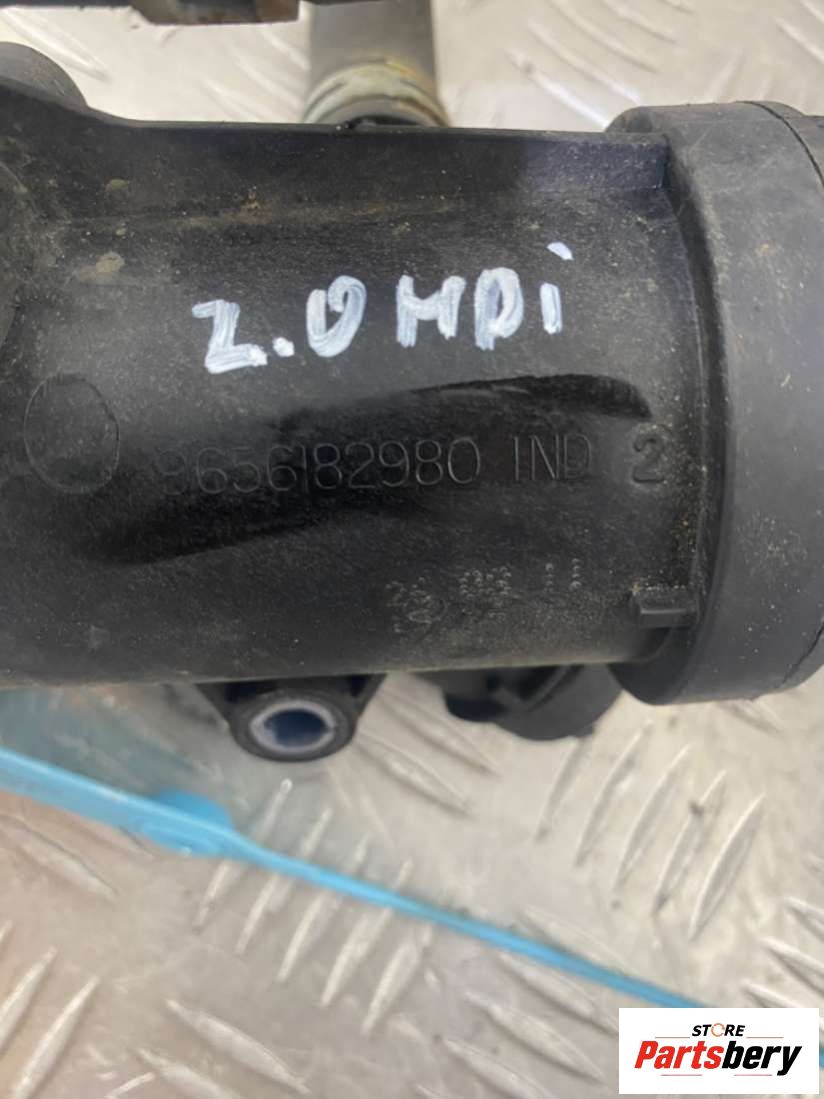 2.0 HDi
9656182980 IND 2
STORE
Partsbery